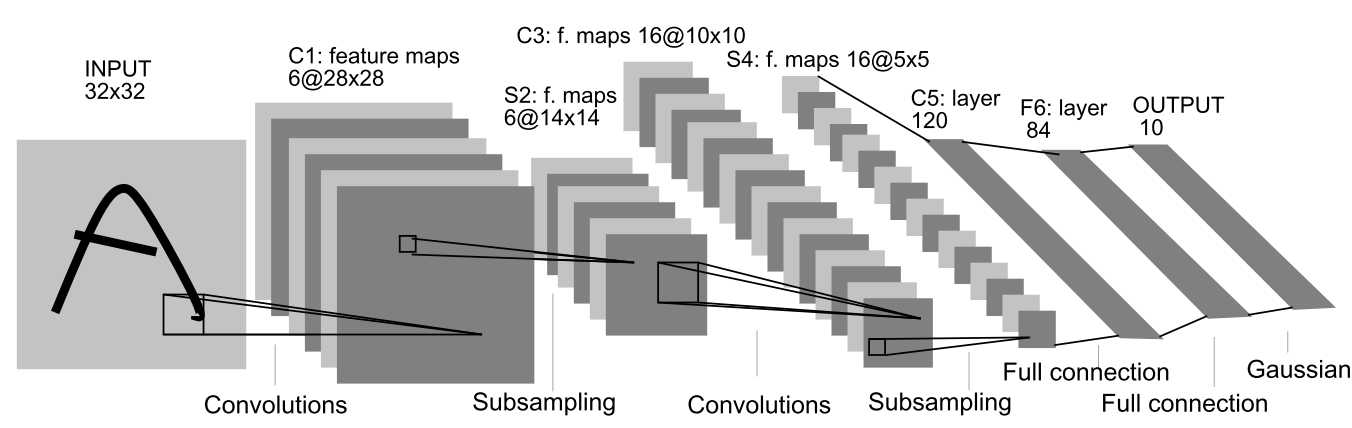 INPUT
32x32
C1: feature maps
6@28x28
S2: f. maps
6@14x14
C3: f. maps 16@10x10
S4: f. maps 16@5x5
C5: layer
120
F6: layer
84
OUTPUT
10
Convolutions
Subsampling
Convolutions
Subsampling
Full connection
Full connection
Gaussian